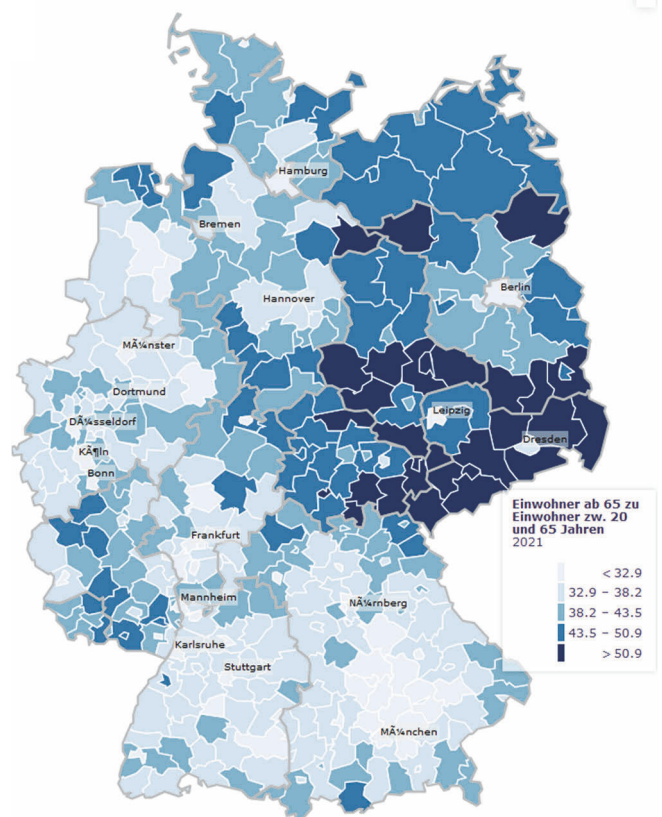 Hamburg
Bremen
Berlin
Hannover
MÃ¼nster
Dortmund
Leipzig
DÃ¼sseldorf
Dresden
KÃ¶ln
Bonn
Einwohner ab 65 zu
Einwohner zw. 20
und 65 Jahren
2021
Frankfurt
< 32.9
32.9 – 38.2
Mannheim
NÃ¼rnberg
38.2 – 43.5
43.5 – 50.9
Karlsruhe
> 50.9
Stuttgart
MÃ¼nchen